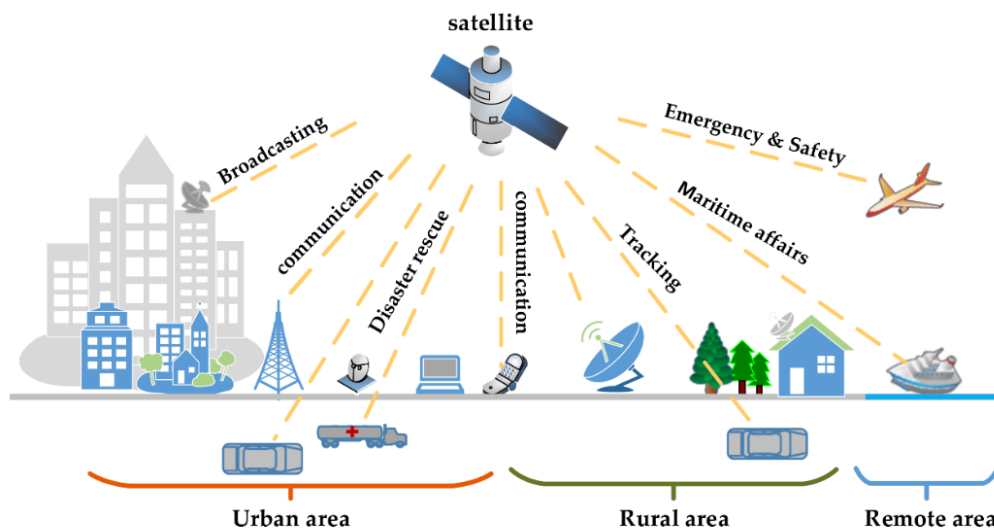 satellite
Broadcasting
communication
Disaster rescue
communication
Tracking
Maritime affairs
Emergency & Safety
Urban area
Rural area
Remote area